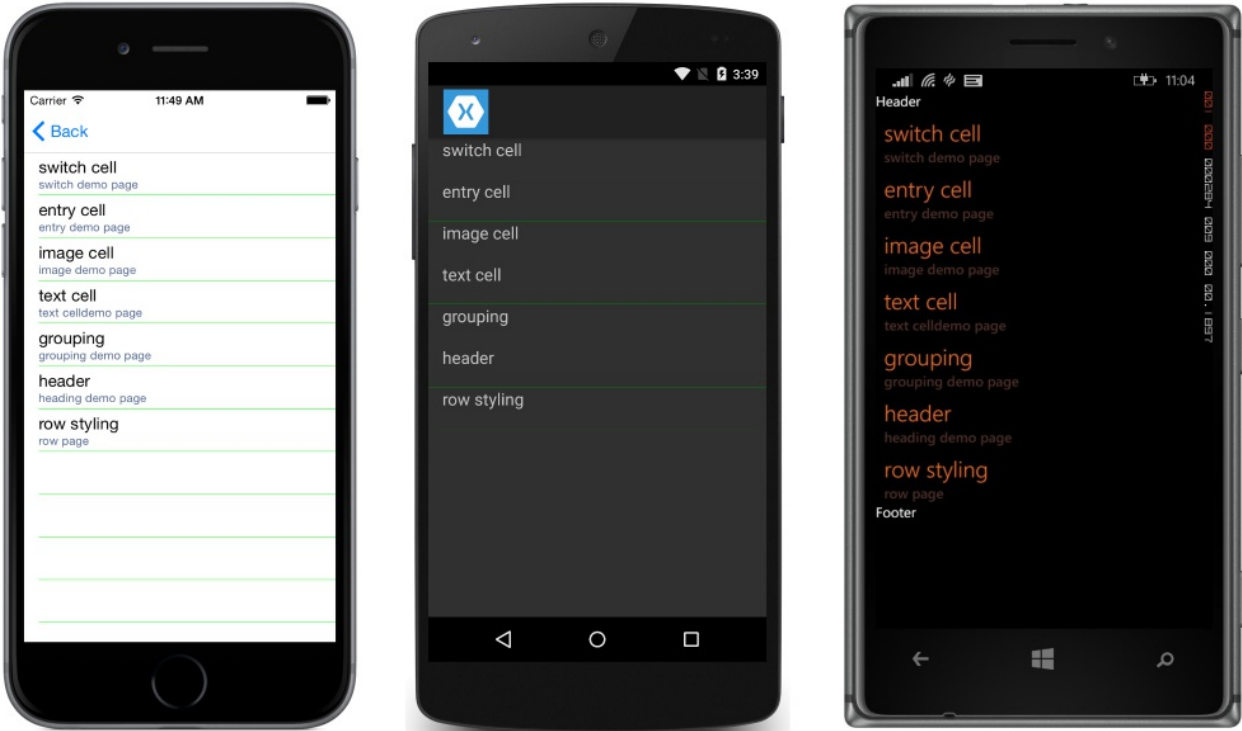 Carrier 11:49 AM
Back
switch cell
switch demo page
entry cell
entry demo page
image cell
image demo page
text cell
text celldemo page
grouping
grouping demo page
header
heading demo page
row styling
row page
3:39
switch cell
entry cell
image cell
text cell
grouping
header
row styling
11:04
Header
switch cell
switch demo page
entry cell
entry demo page
image cell
image demo page
text cell
text celldemo page
grouping
grouping demo page
header
heading demo page
row styling
row page
Footer